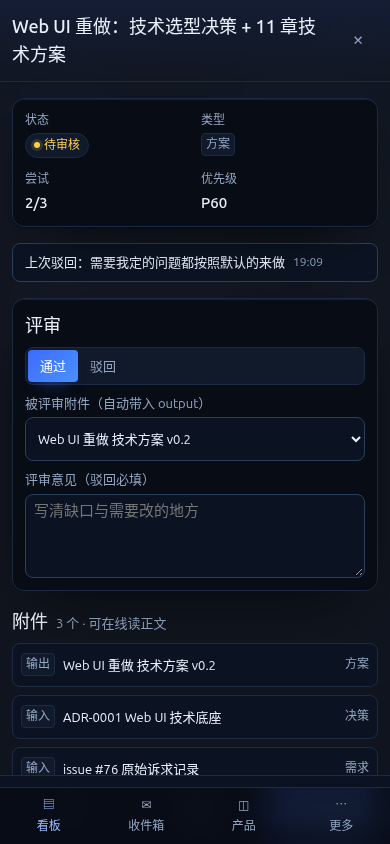 Web UI 重做：技术选型决策 + 11 章技
术方案
×
状态
类型
待审核
方案
尝试
优先级
2/3
P60
上次驳回：需要我定的问题都按照默认的来做 19:09
评审
通过 驳回
被评审附件（自动带入 output）
Web UI 重做 技术方案 v0.2
评审意见（驳回必填）
写清缺口与需要改的地方
附件 3 个 · 可在线读正文
输出 Web UI 重做 技术方案 v0.2 方案
输入 ADR-0001 Web UI 技术底座 决策
输入 issue #76 原始诉求记录 需求
看板 收件箱 产品 更多